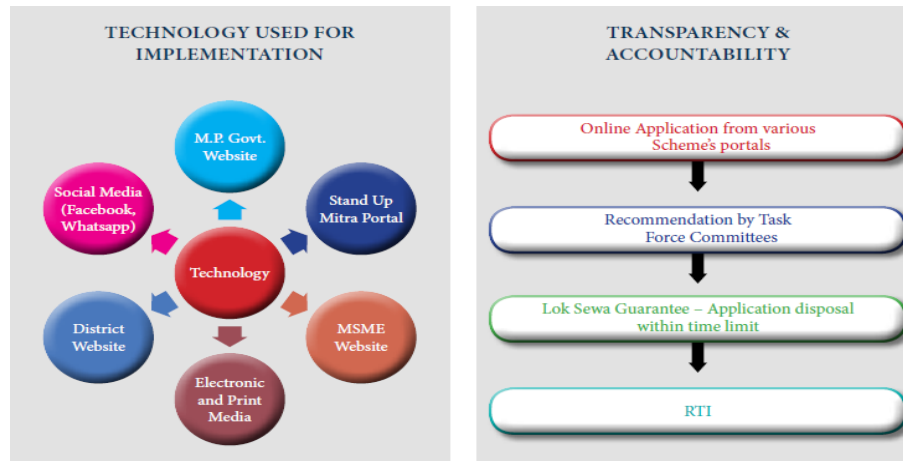 TECHNOLOGY USED FOR
IMPLEMENTATION
M.P. Govt.
Website
Social Media
(Facebook,
Whatsapp)
Stand Up
Mitra Portal
Technology
District
Website
MSME
Website
Electronic
and Print
Media
TRANSPARENCY &
ACCOUNTABILITY
Online Application from various
Scheme's portals
Recommendation by Task
Force Committees
Lok Sewa Guarantee – Application disposal
within time limit
RTI